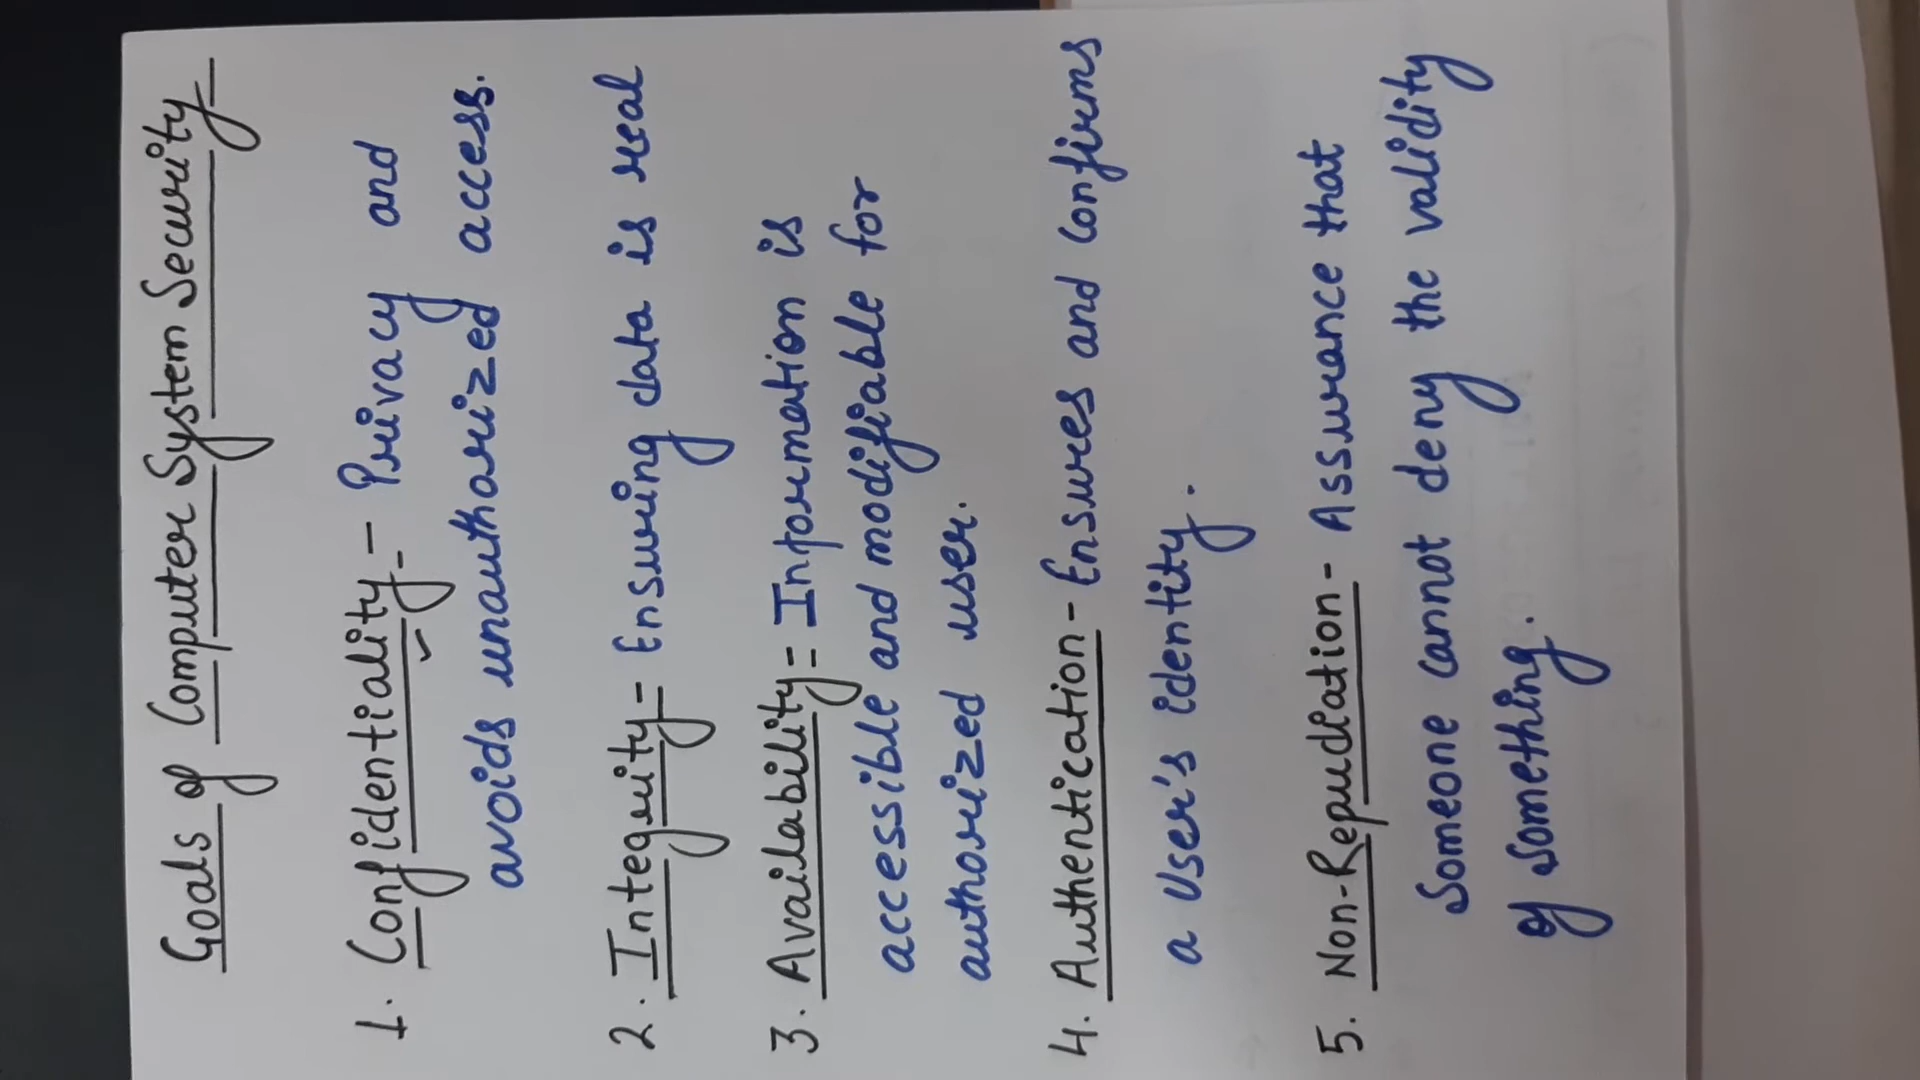 Goals of Computer System Security
1. Confidentiality - Privacy and
avoids unauthorized access.
2. Integrity = Ensuring data is real
3. Availability = Information is
accessible and modifiable for
authorized user.
4. Authentication - Ensures and Confirms
a User's identity.
5. Non-Repudiation - Assurance that
Someone cannot deny the validity
of Something.